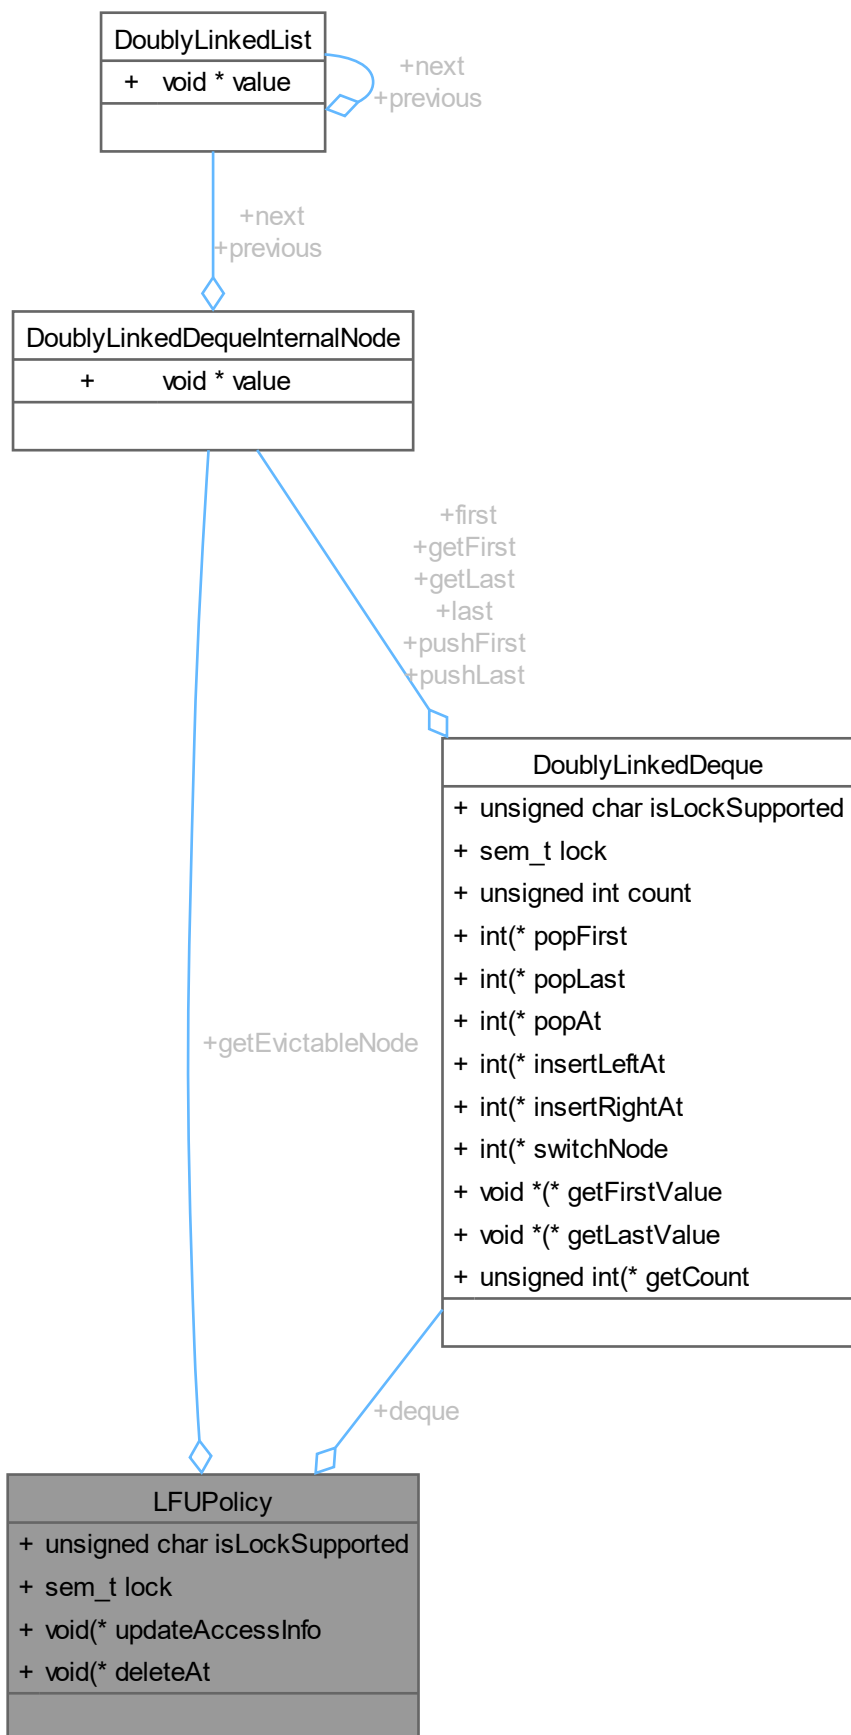 DoublyLinkedList
+ void * value
+next
+previous
+next
+previous
DoublyLinkedDequeInternalNode
+ void * value
+first
+getFirst
+getLast
+last
+pushFirst
+pushLast
DoublyLinkedDeque
+ unsigned char isLockSupported
+ sem_t lock
+ unsigned int count
+ int(* popFirst
+ int(* popLast
+ int(* popAt
+ int(* insertLeftAt
+ int(* insertRightAt
+ int(* switchNode
+ void *(* getFirstValue
+ void *(* getLastValue
+ unsigned int(* getCount
+getEvictableNode
+deque
LFUPolicy
+ unsigned char isLockSupported
+ sem_t lock
+ void(* updateAccessInfo
+ void(* deleteAt